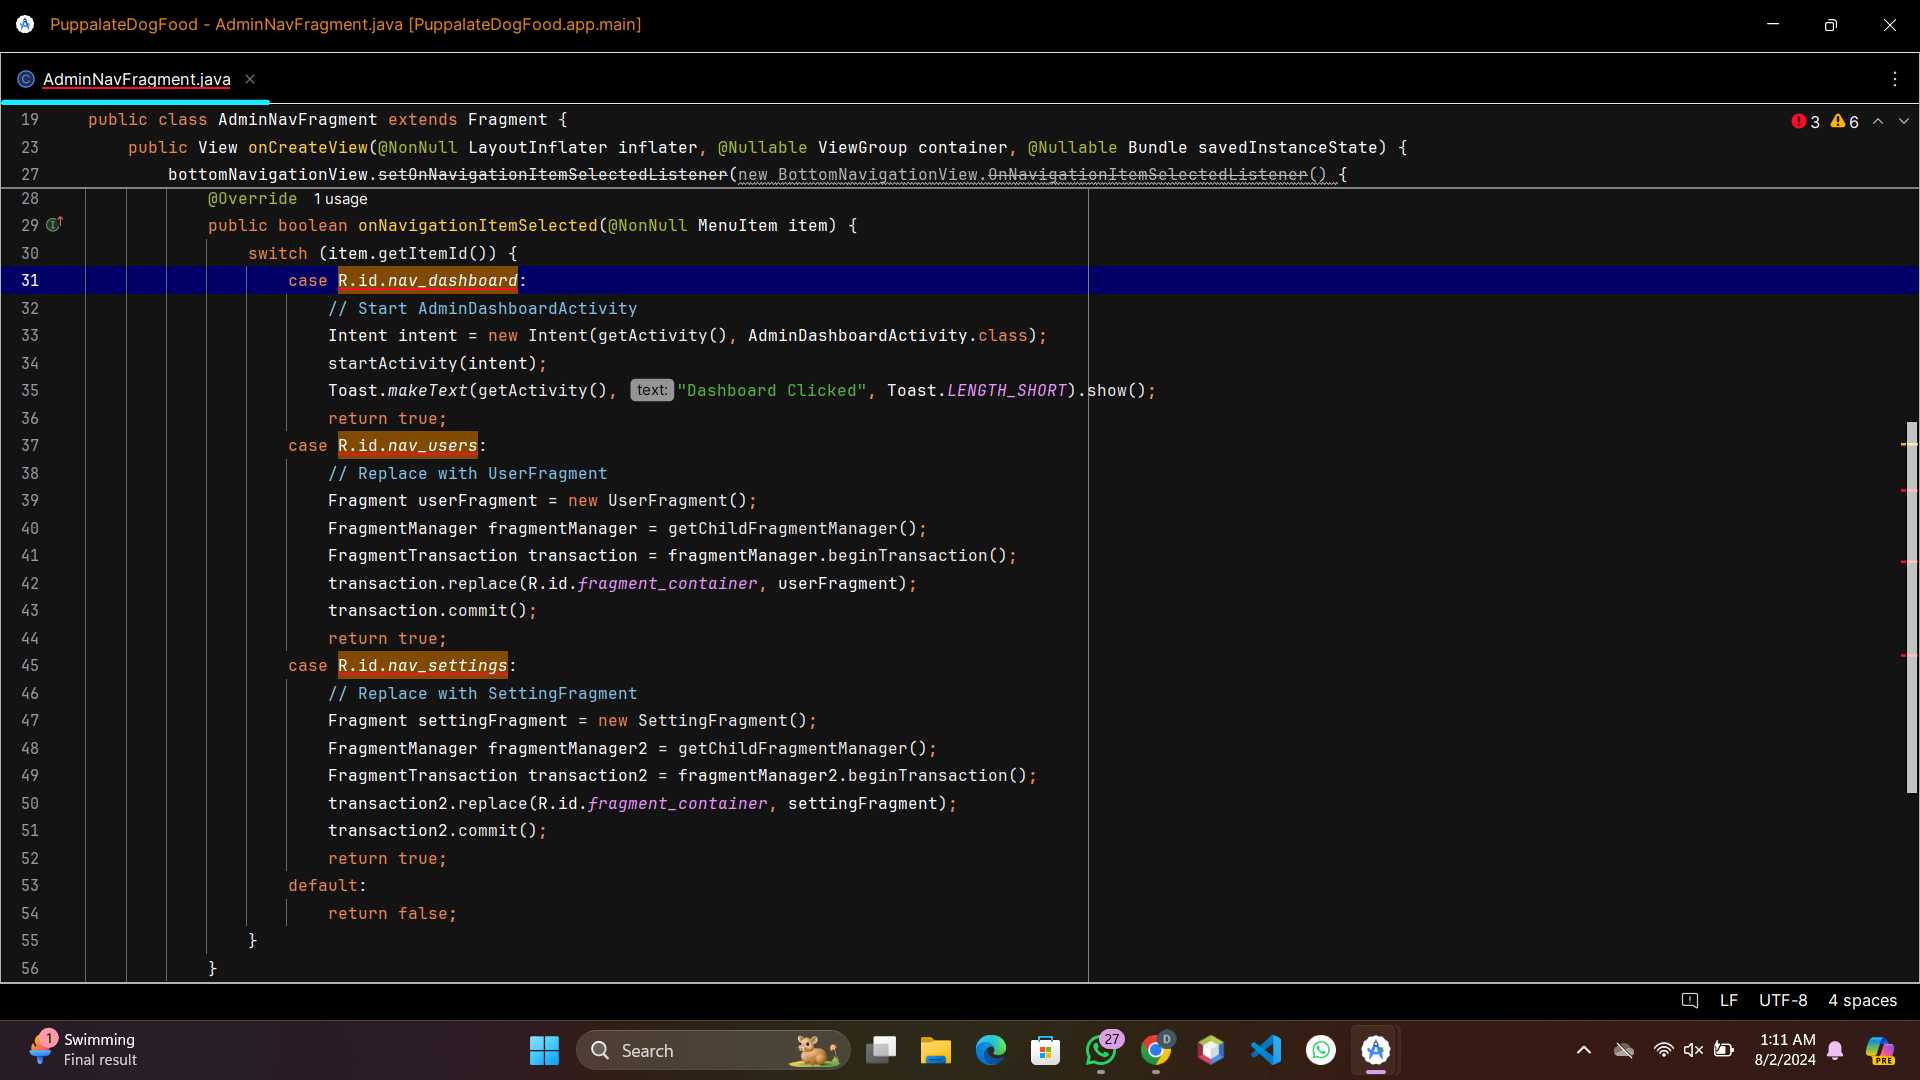 PuppalateDogFood - AdminNavFragment.java [PuppalateDogFood.app.main]
AdminNavFragment.java
19 public class AdminNavFragment extends Fragment {
3 6
23 public View onCreateView(@NonNull LayoutInflater inflater, @Nullable ViewGroup container, @Nullable Bundle savedInstanceState) {
27 bottomNavigationView.setOnNavigationItemSelectedListener(new BottomNavigationView.OnNavigationItemSelectedListener() {
28 @Override 1 usage
29 public boolean onNavigationItemSelected(@NonNull MenuItem item) {
30 switch (item.getItemId()) {
31 case R.id.nav_dashboard:
32 // Start AdminDashboardActivity
33 Intent intent = new Intent(getActivity(), AdminDashboardActivity.class);
34 startActivity(intent);
35 Toast.makeText(getActivity(), text: "Dashboard Clicked", Toast.LENGTH_SHORT).show();
36 return true;
37 case R.id.nav_users:
38 // Replace with UserFragment
39 Fragment userFragment = new UserFragment();
40 FragmentManager fragmentManager = getChildFragmentManager();
41 FragmentTransaction transaction = fragmentManager.beginTransaction();
42 transaction.replace(R.id.fragment_container, userFragment);
43 transaction.commit();
44 return true;
45 case R.id.nav_settings:
46 // Replace with SettingFragment
47 Fragment settingFragment = new SettingFragment();
48 FragmentManager fragmentManager2 = getChildFragmentManager();
49 FragmentTransaction transaction2 = fragmentManager2.beginTransaction();
50 transaction2.replace(R.id.fragment_container, settingFragment);
51 transaction2.commit();
52 return true;
53 default:
54 return false;
55 }
56 }
LF UTF-8 4 spaces
1 Swimming
Final result
Search
27
D
1:11 AM
8/2/2024
PRE